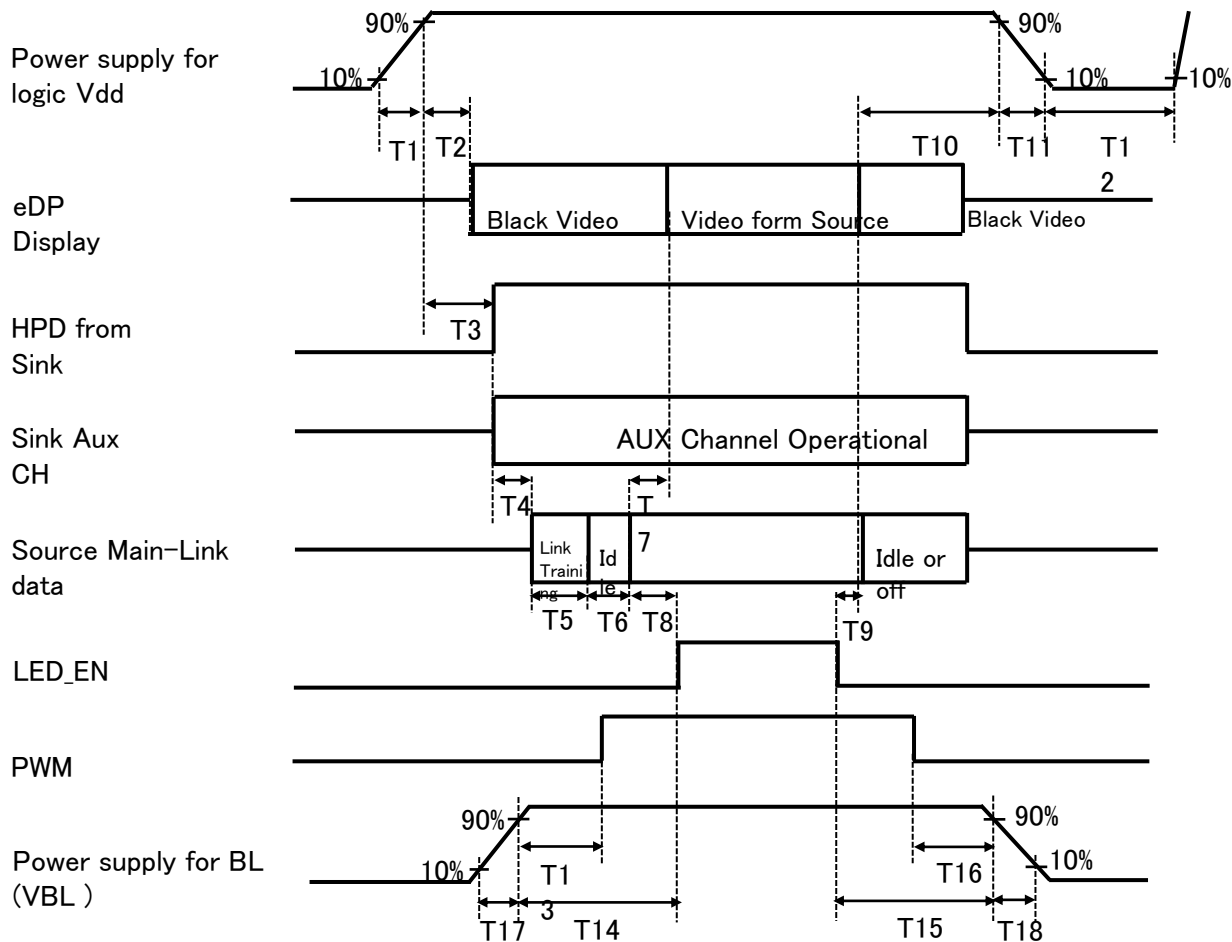 90%
90%
Power supply for
logic Vdd
10%
10%
10%
T1
T2
T10
T11
T1
2
eDP
Display
Black Video
Video form Source
Black Video
HPD from
Sink
T3
Sink Aux
CH
AUX Channel Operational
T4
T
7
Source Main-Link
data
Link
Traini
ng
Id
le
Idle or
off
T5
T6
T8
T9
LED_EN
PWM
90%
90%
Power supply for BL
(VBL )
10%
10%
T1
3
T16
T17
T14
T15
T18